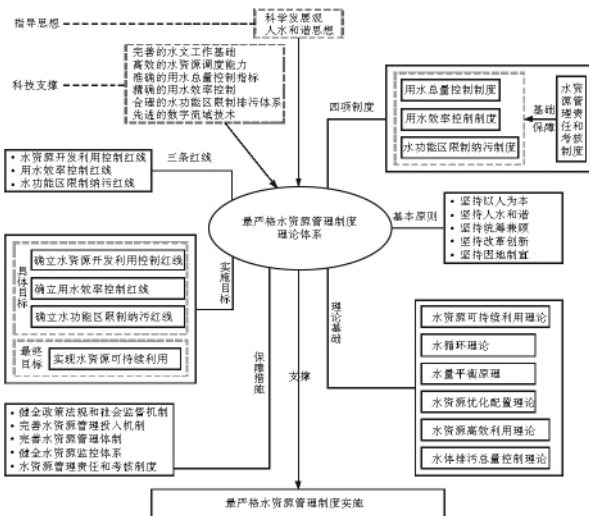 指导思想
科学发展观
人水和谐思想
科技支撑
完善的水文工作基础
高效的水资源调度能力
准确的用水总量控制指标
精确的用水效率控制
合理的水功能区限制排污体系
先进的数字流域技术
四项制度
用水总量控制制度
用水效率控制制度
水功能区限制纳污制度
基础
保障
水资源管理责任和考核制度
三条红线
• 水资源开发利用控制红线
• 用水效率控制红线
• 水功能区限制纳污红线
最严格水资源管理制度
理论体系
基本原则
• 坚持以人为本
• 坚持人水和谐
• 坚持统筹兼顾
• 坚持改革创新
• 坚持因地制宜
具体目标
确立水资源开发利用控制红线
确立用水效率控制红线
确立水功能区限制纳污红线
最终
目标
实现水资源可持续利用
实施目标
理论基础
水资源可持续利用理论
水循环理论
水量平衡原理
水资源优化配置理论
水资源高效利用理论
水体排污总量控制理论
保障措施
• 健全政策法规和社会监督机制
• 完善水资源管理投入机制
• 完善水资源管理体制
• 健全水资源监控体系
• 水资源管理责任和考核制度
支撑
最严格水资源管理制度实施